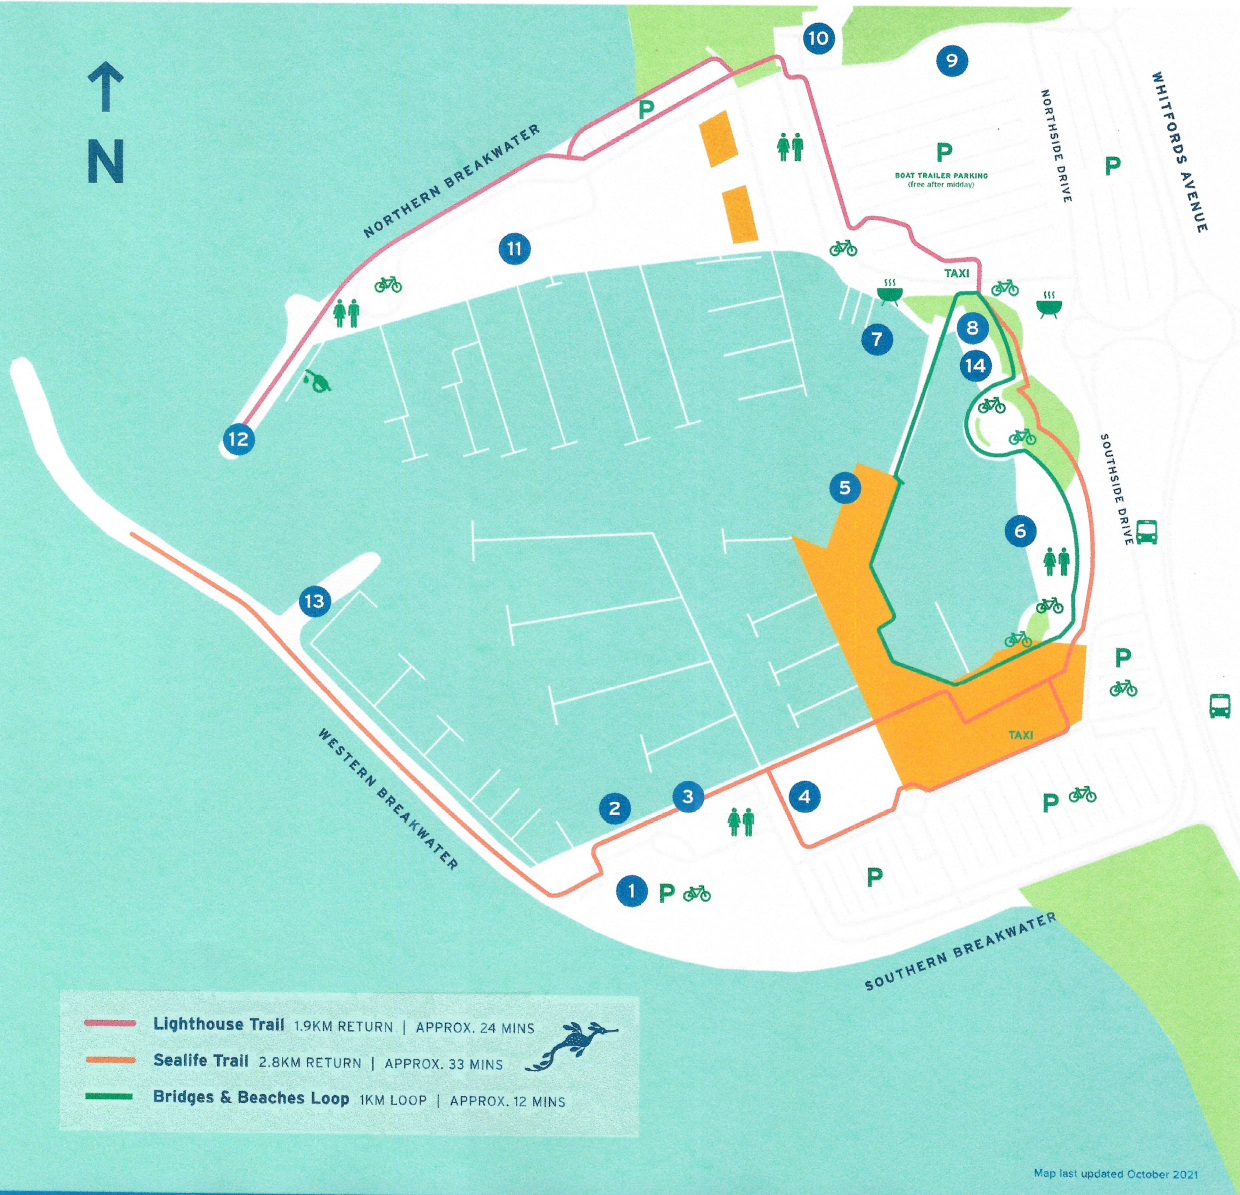 10
9
WHITFORDS AVENUE
NORTHSIDE DRIVE
P
P
BOAT TRAILER PARKING
(free after midday)
P
N
NORTHERN BREAKWATER
11
TAXI
8
7
14
12
5
SOUTHSIDE DRIVE
6
13
P
WESTERN BREAKWATER
TAXI
2
3
4
P
1
P
P
SOUTHERN BREAKWATER
Lighthouse Trail 1.9KM RETURN | APPROX. 24 MINS
Sealife Trail 2.8KM RETURN | APPROX. 33 MINS
Bridges & Beaches Loop 1KM LOOP | APPROX. 12 MINS
Map last updated October 2021